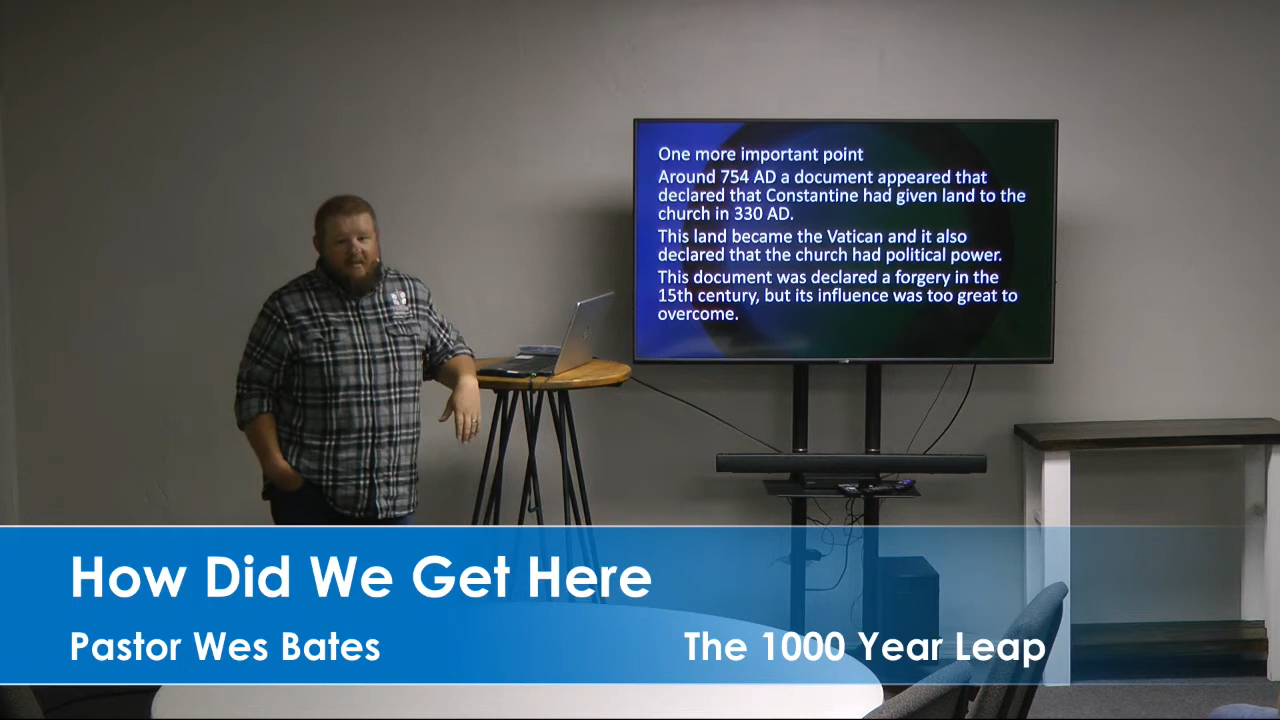 One more important point
Around 754 AD a document appeared that
declared that Constantine had given land to the
church in 330 AD.
This land became the Vatican and it also
declared that the church had political power.
This document was declared a forgery in the
15th century, but its influence was too great to
overcome.
How Did We Get Here
Pastor Wes Bates
The 1000 Year Leap